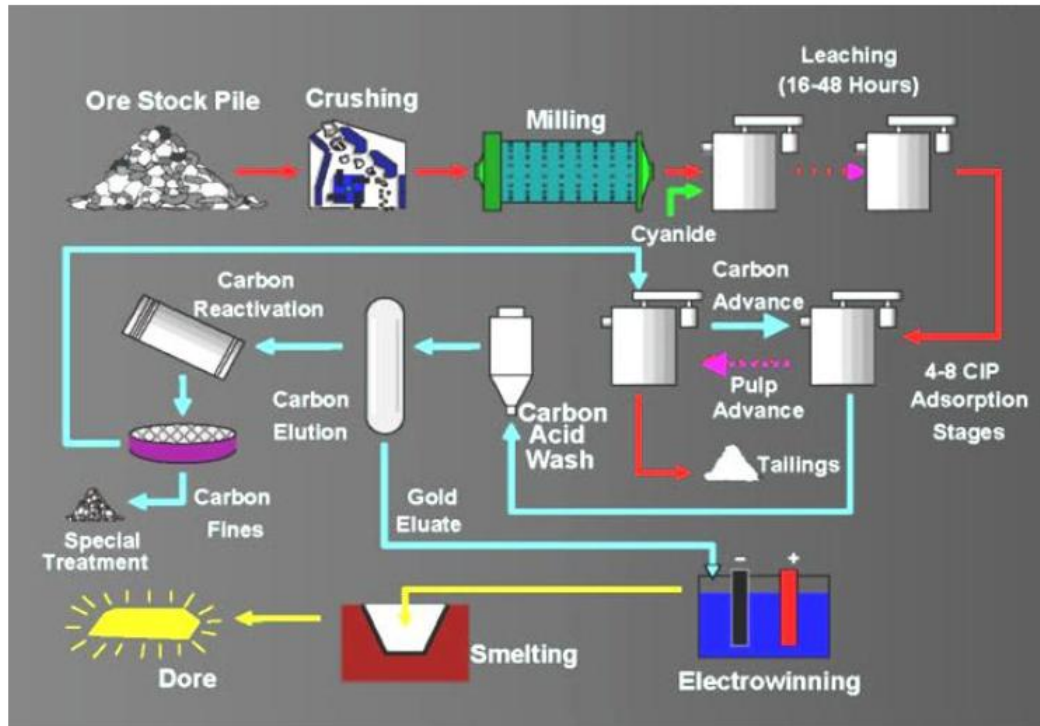 Ore Stock Pile
Crushing
Milling
Leaching
(16-48 Hours)
Cyanide
Carbon
Reactivation
Carbon
Advance
Pulp
Advance
4-8 CIP
Adsorption
Stages
Carbon
Elution
Carbon
Acid
Wash
Tailings
Carbon
Fines
Gold
Eluate
Special
Treatment
- +
Dore
Smelting
Electrowinning